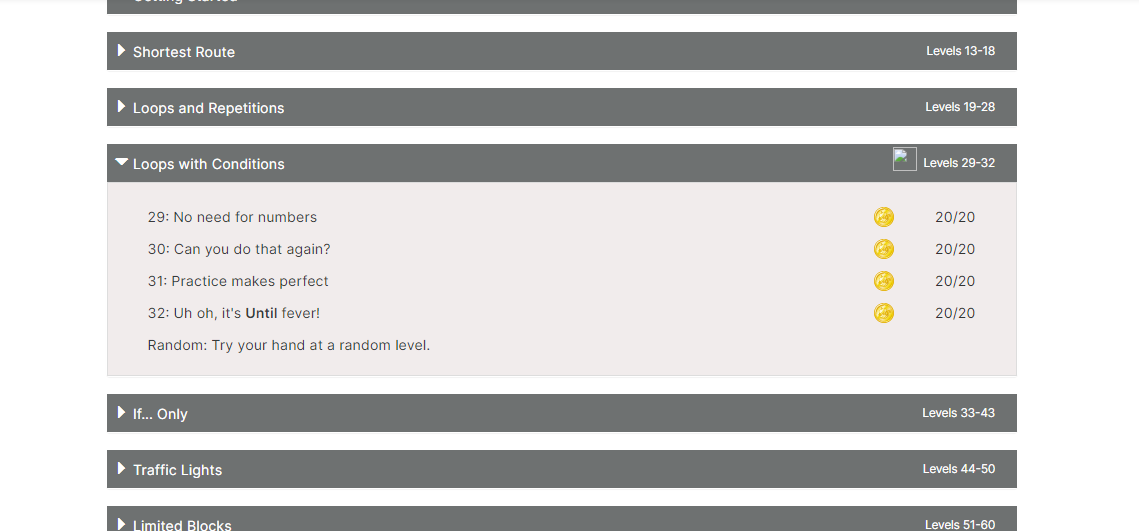 Getting Started
Shortest Route Levels 13-18
Loops and Repetitions Levels 19-28
Loops with Conditions Levels 29-32
29: No need for numbers 20/20
30: Can you do that again? 20/20
31: Practice makes perfect 20/20
32: Uh oh, it's Until fever! 20/20
Random: Try your hand at a random level.
If... Only Levels 33-43
Traffic Lights Levels 44-50
Limited Blocks Levels 51-60